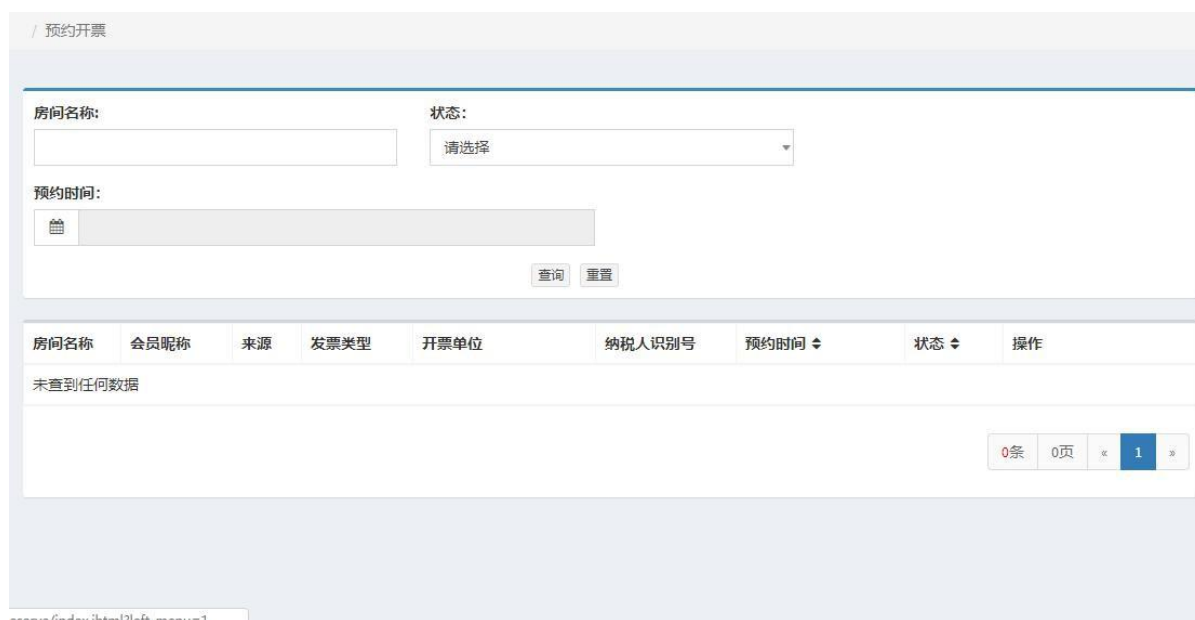 / 预约开票
房间名称: 状态:
请选择
预约时间:
查询 重置
房间名称 会员昵称 来源 发票类型 开票单位 纳税人识别号 预约时间 状态 操作
未查到任何数据
0条 0页 « 1 »